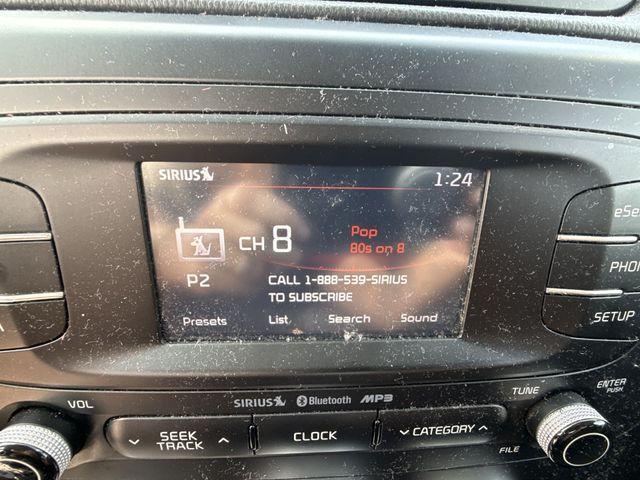 SIRIUS 1:24
CH 8 Pop
80s on 8
P2 CALL 1-888-539-SIRIUS
TO SUBSCRIBE
Presets List Search Sound
PHON
SETUP
VOL SIRIUS Bluetooth MP3 TUNE ENTER
PUSH
SEEK
TRACK CLOCK CATEGORY FILE